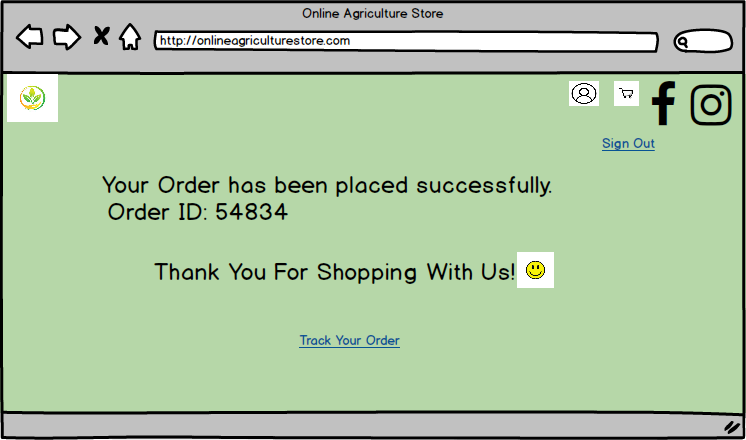 Online Agriculture Store
http://onlineagriculturestore.com
Sign Out
Your Order has been placed successfully.
Order ID: 54834
Thank You For Shopping With Us!
Track Your Order